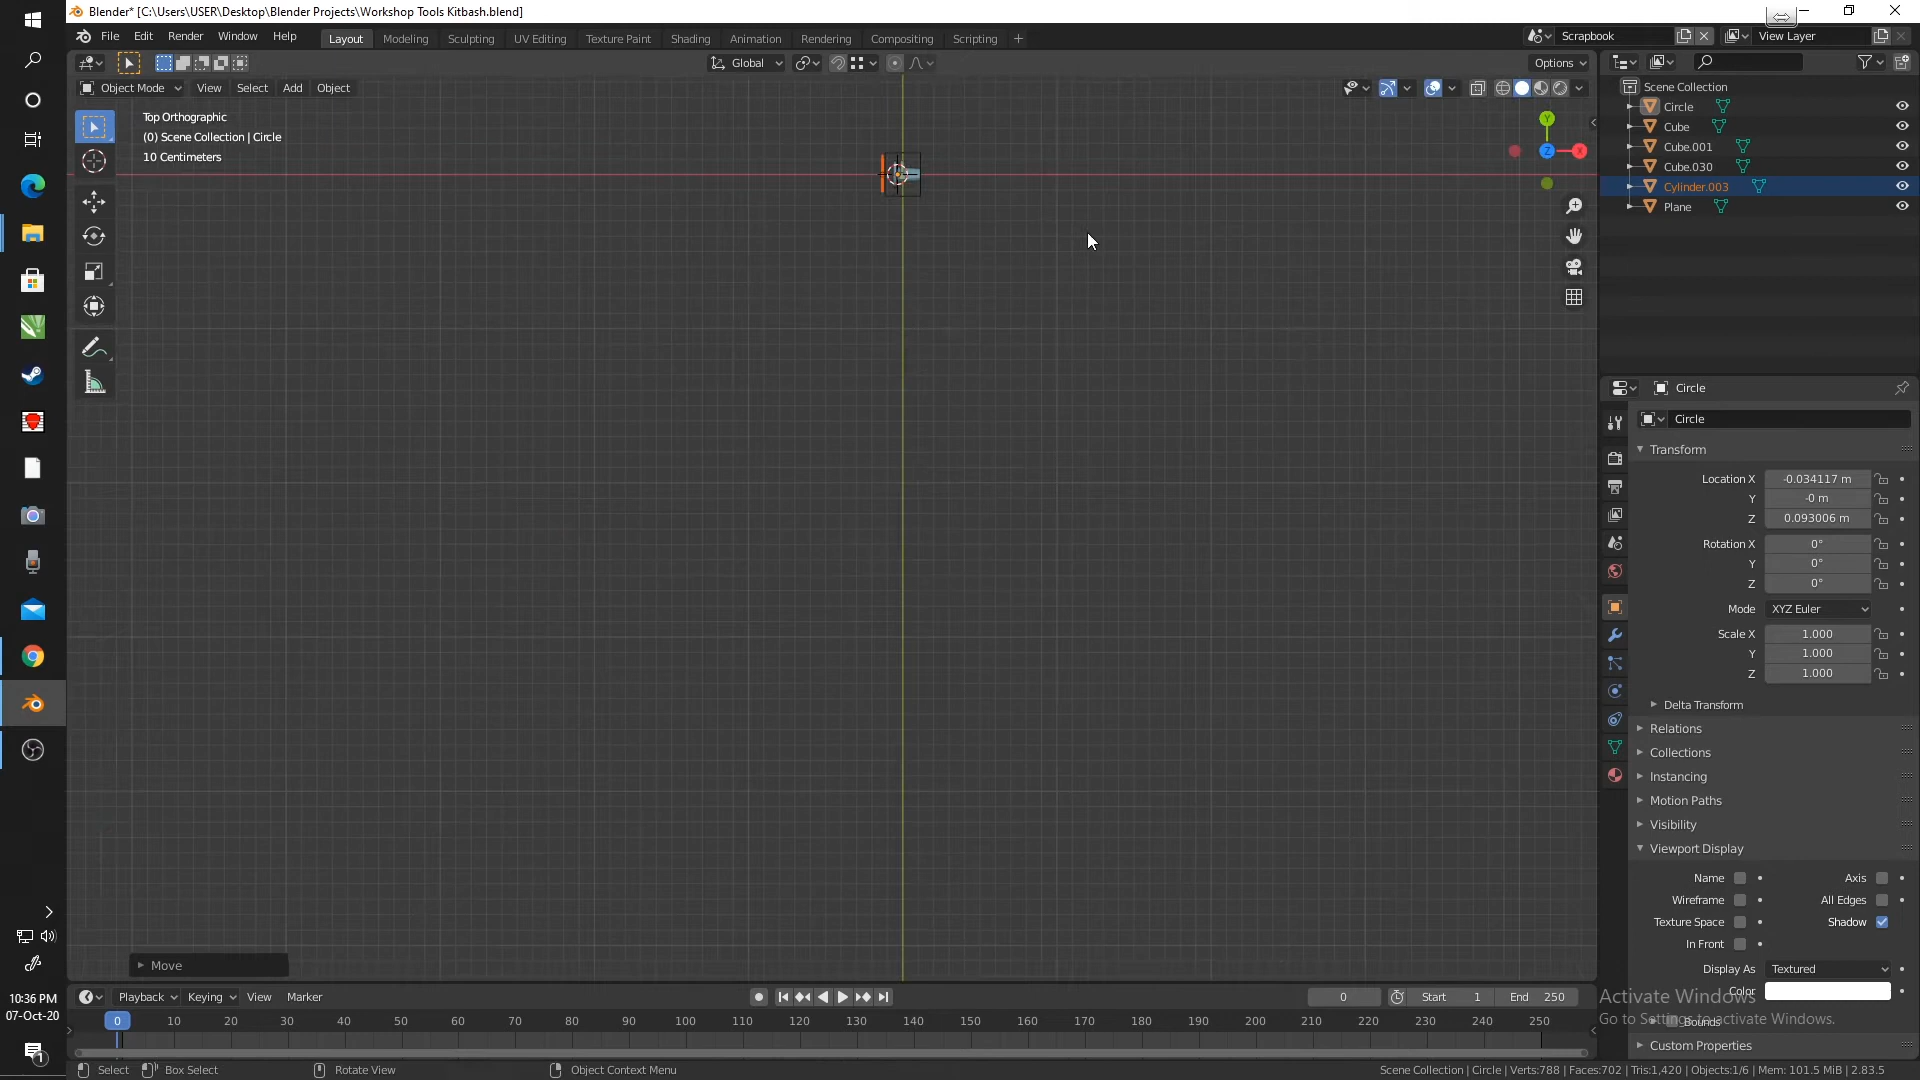 Blender* [C:\Users\USER\Desktop\Blender Projects\Workshop Tools Kitbash.blend]
File Edit Render Window Help Layout Modeling Sculpting UV Editing Texture Paint Shading Animation Rendering Compositing Scripting + Scrapbook View Layer
Global Options
Object Mode View Select Add Object
Top Orthographic
(0) Scene Collection | Circle
10 Centimeters
Y
Z X
Scene Collection
Circle
Cube
Cube.001
Cube.030
Cylinder.003
Plane
Circle
Circle
Transform
Location X -0.034117 m
Y -0 m
Z 0.093006 m
Rotation X 0°
Y 0°
Z 0°
Mode XYZ Euler
Scale X 1.000
Y 1.000
Z 1.000
Delta Transform
Relations
Collections
Instancing
Motion Paths
Visibility
Viewport Display
Name Axis
Wireframe All Edges
Texture Space Shadow
In Front
Display As Textured
Color
Bounds
Custom Properties
Activate Windows
Go to Settings to activate Windows.
Move
Playback Keying View Marker 0 Start 1 End 250
0 10 20 30 40 50 60 70 80 90 100 110 120 130 140 150 160 170 180 190 200 210 220 230 240 250
Select Box Select Rotate View Object Context Menu
Scene Collection | Circle | Verts:788 | Faces:702 | Tris:1,420 | Objects:1/6 | Mem: 101.5 MiB | 2.83.5
10:36 PM
07-Oct-20
1